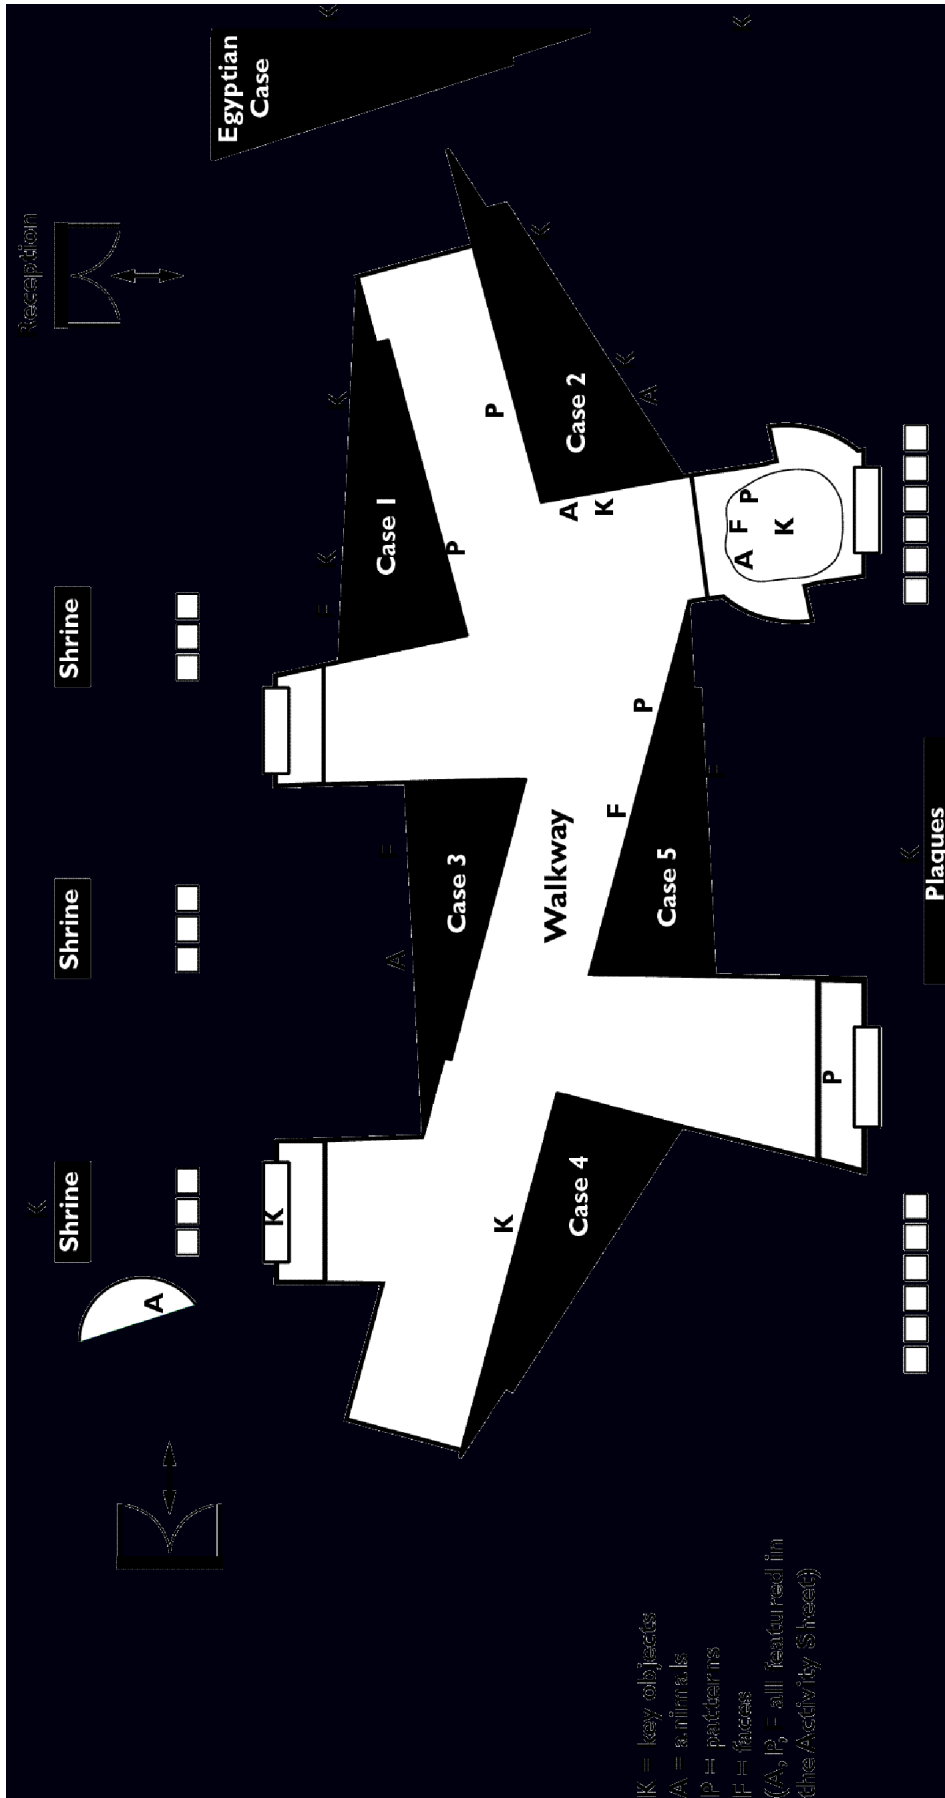 K
Reception
Shrine
Shrine
Shrine
A
Egyptian
Case
K
F
K
K
K
A
F
Case 1
Case 3
P
K
P
K
Walkway
A
Case 4
Case 2
K
F
K
P
A
Case 5
F
A F P
K
K
P
K
Plaques
K = key objects
A = animals
P = patterns
F = faces
(A, P, F all featured in
the Activity Sheet)